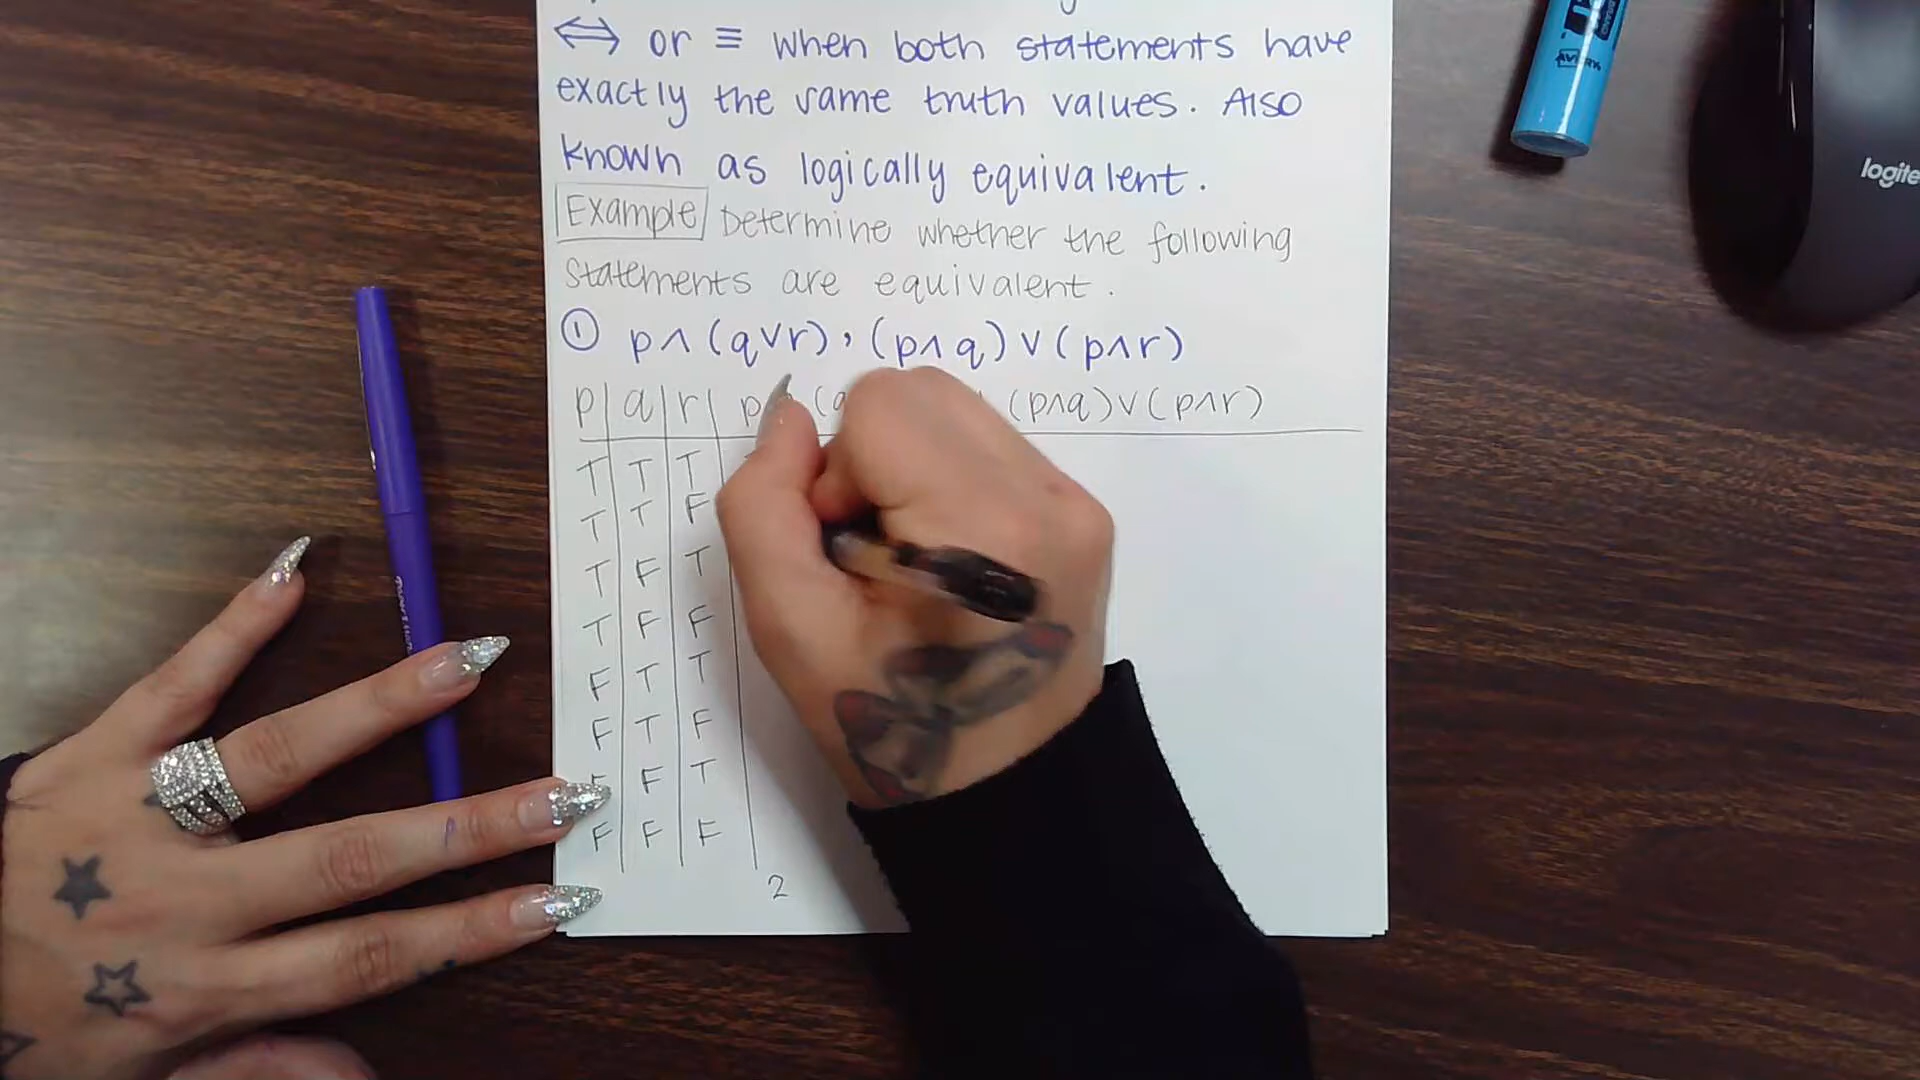 ⟺ or ≡ when both statements have
exactly the same truth values. Also
known as logically equivalent.
Example Determine whether the following
statements are equivalent.
① p∧(q∨r), (p∧q)∨(p∧r)
p q r p (q (p∧q)∨(p∧r)
T T T
T T F
T F T
T F F
F T T
F T F
F F T
F F F
2
AVERY
logite